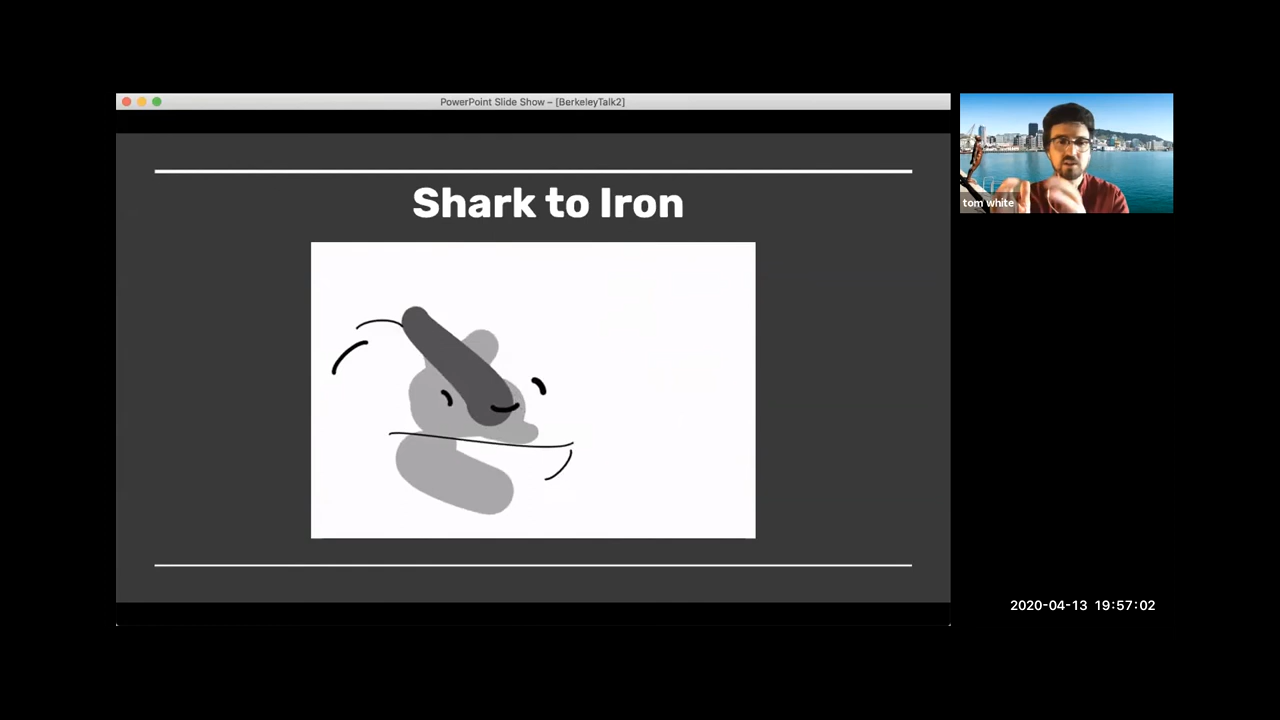 PowerPoint Slide Show – [BerkeleyTalk2]
Shark to Iron
tom white
2020-04-13 19:57:02